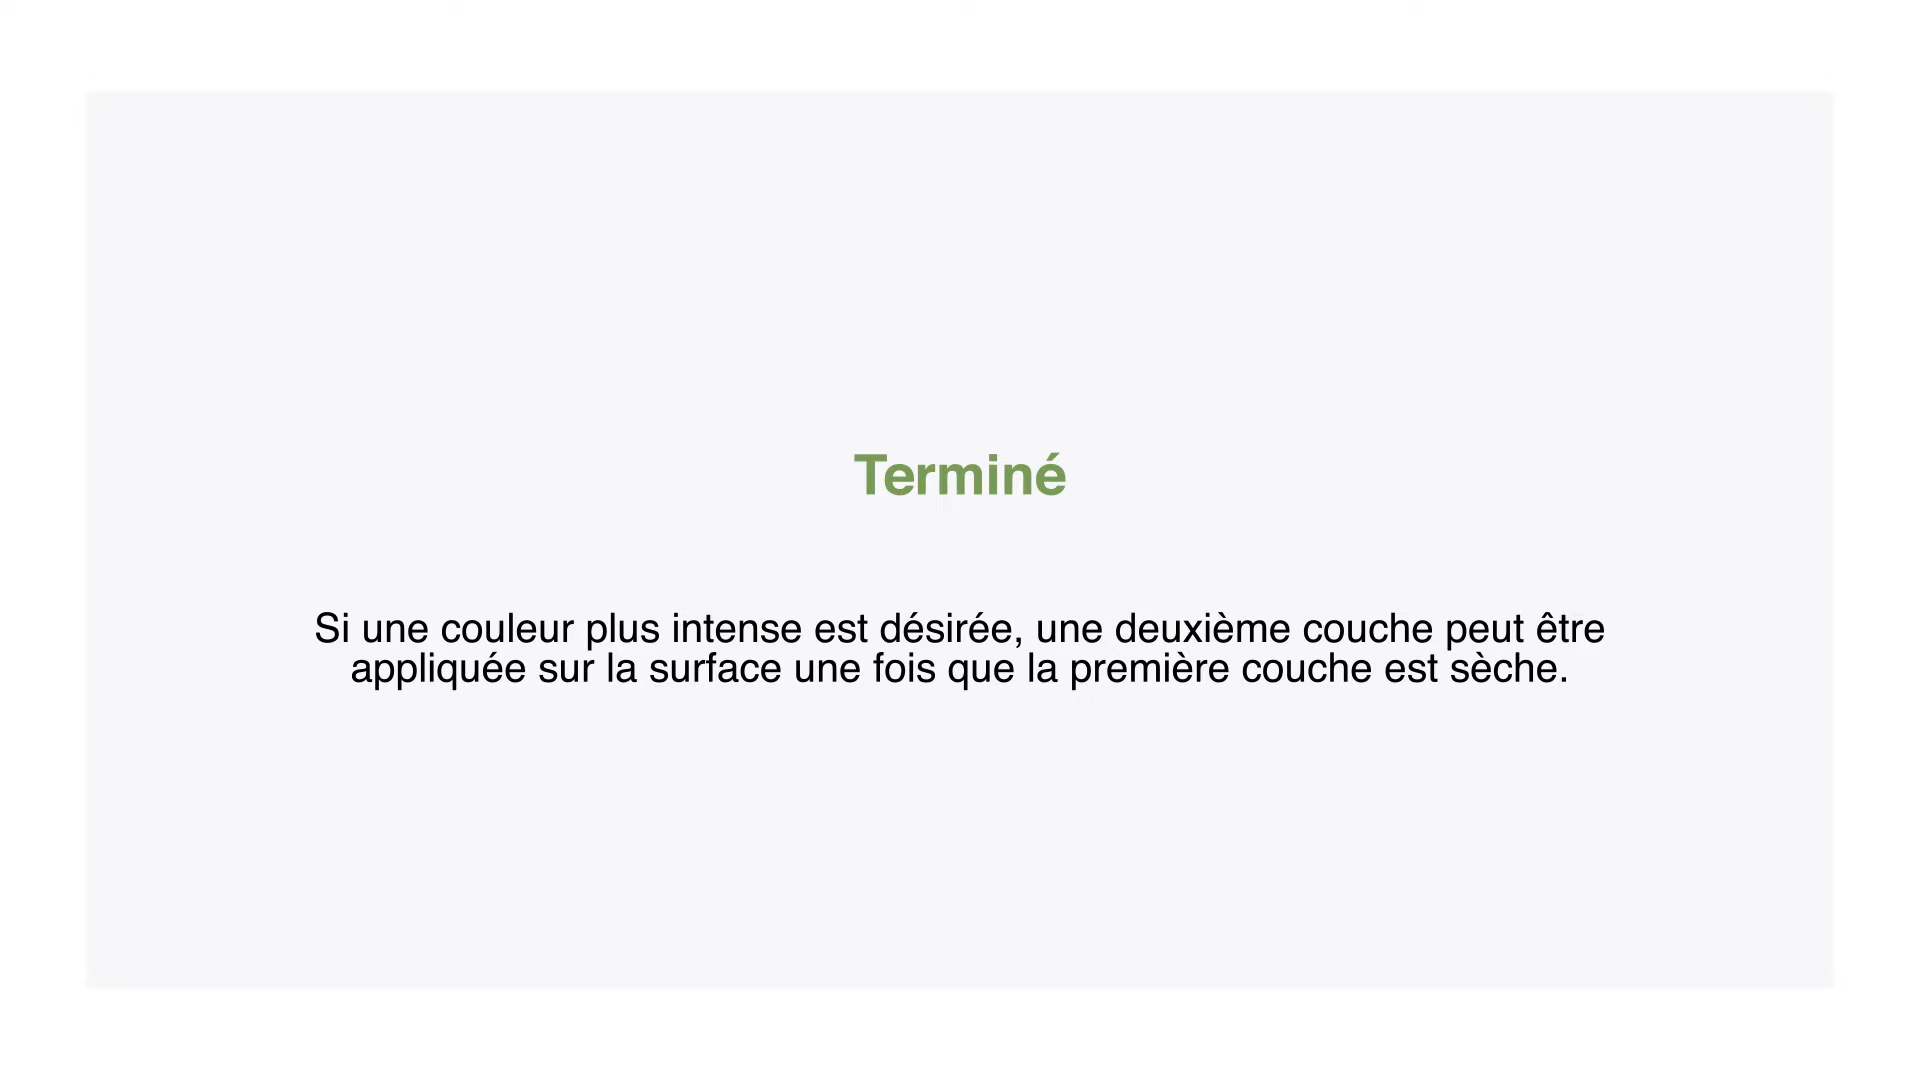 Terminé
Si une couleur plus intense est désirée, une deuxième couche peut être
appliquée sur la surface une fois que la première couche est sèche.